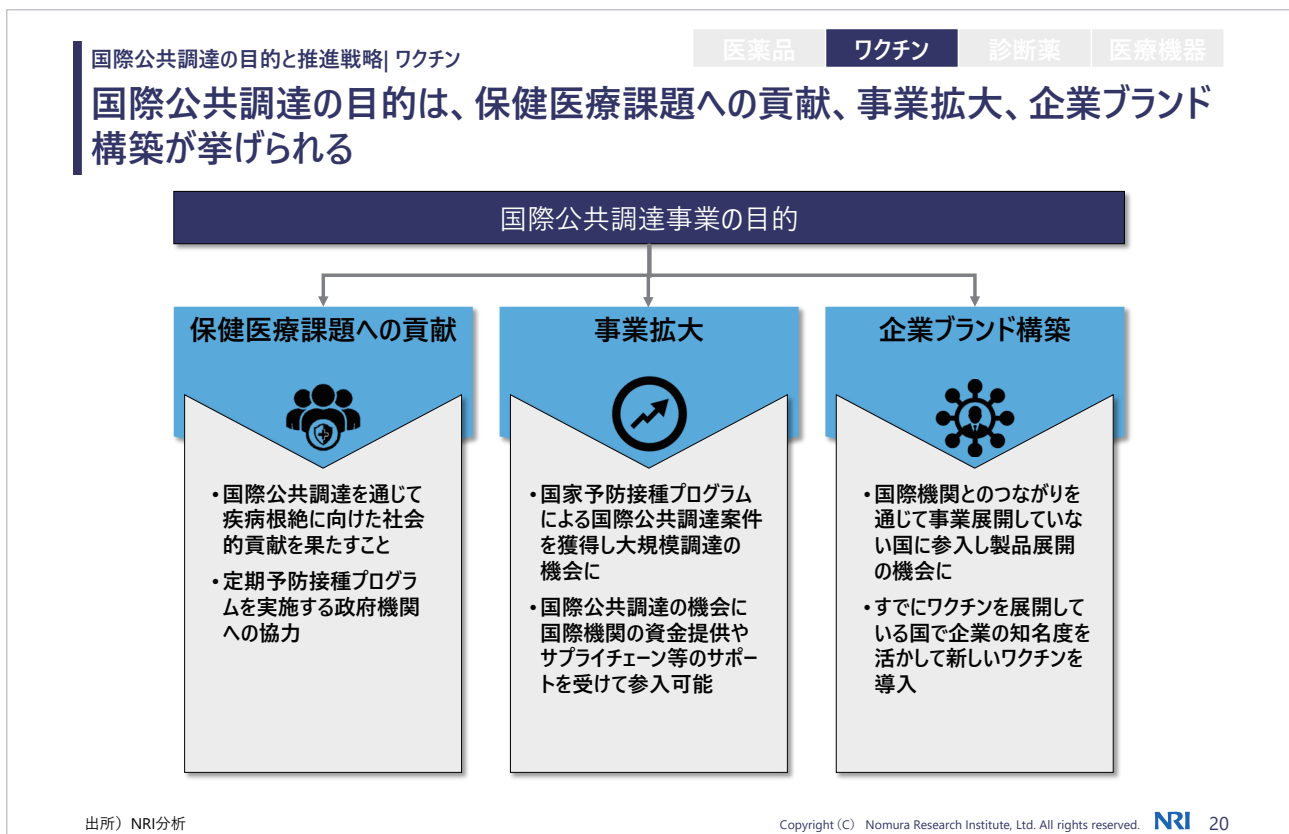 国際公共調達の目的と推進戦略| ワクチン
医薬品
ワクチン
診断薬
医療機器
国際公共調達の目的は、保健医療課題への貢献、事業拡大、企業ブランド
構築が挙げられる
国際公共調達事業の目的
保健医療課題への貢献
・国際公共調達を通じて
疾病根絶に向けた社会
的貢献を果たすこと
・定期予防接種プログラ
ムを実施する政府機関
への協力
事業拡大
・国家予防接種プログラム
による国際公共調達案件
を獲得し大規模調達の
機会に
・国際公共調達の機会に
国際機関の資金提供や
サプライチェーン等のサポー
トを受けて参入可能
企業ブランド構築
・国際機関とのつながりを
通じて事業展開していな
い国に参入し製品展開
の機会に
・すでにワクチンを展開して
いる国で企業の知名度を
活かして新しいワクチンを
導入
出所）NRI分析
Copyright（C） Nomura Research Institute, Ltd. All rights reserved.
NRI
20